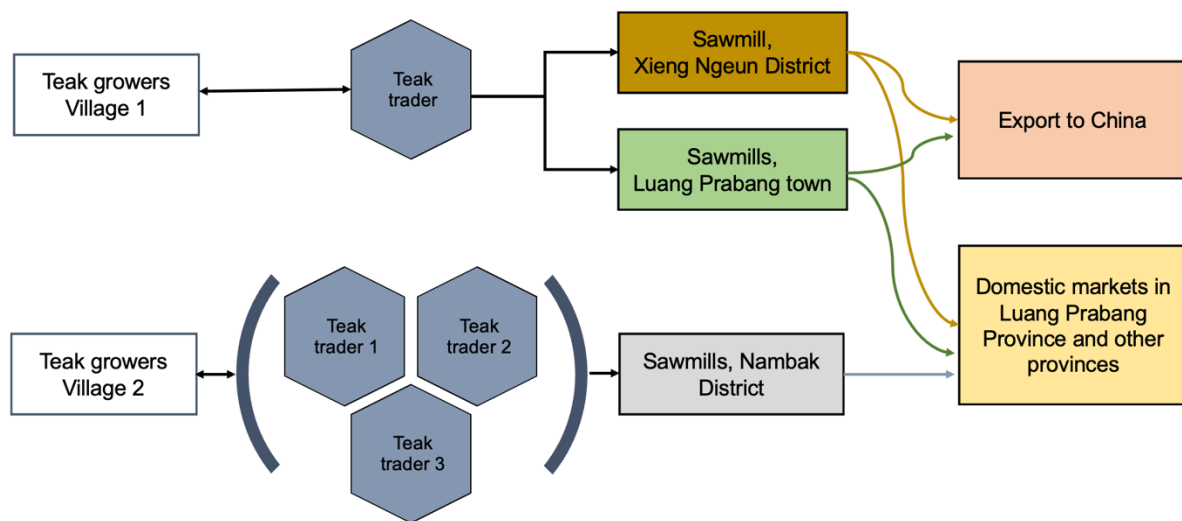 Teak growers
Village 1
Teak
trader
Sawmill,
Xieng Ngeun District
Sawmills,
Luang Prabang town
Export to China
Teak growers
Village 2
Teak
trader 1
Teak
trader 2
Teak
trader 3
Sawmills, Nambak
District
Domestic markets in
Luang Prabang
Province and other
provinces